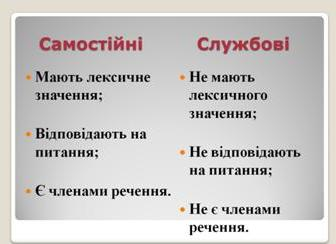 Самостійні
Мають лексичне
значення;
Відповідають на
питання;
Є членами речення.
Службові
Не мають
лексичного
значення;
Не відповідають
на питання;
Не є членами
речення.